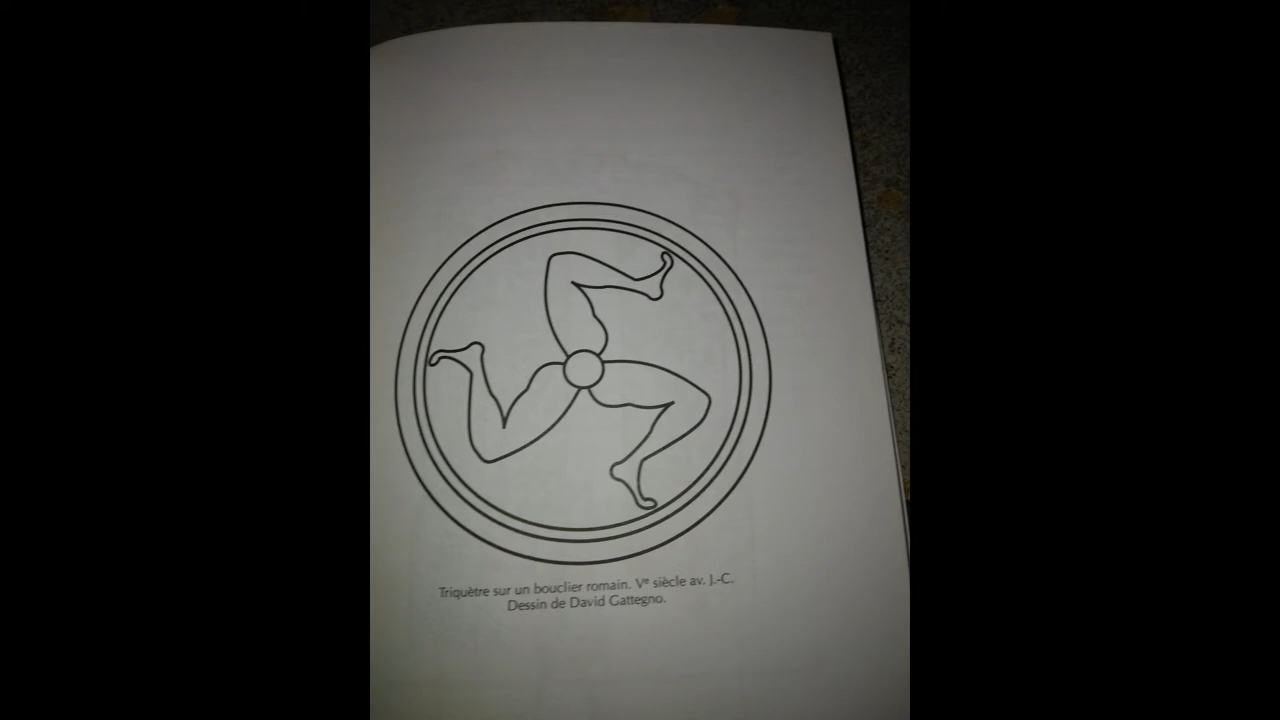 Triquètre sur un bouclier romain. Vᵉ siècle av. J.-C.
Dessin de David Gattegno.